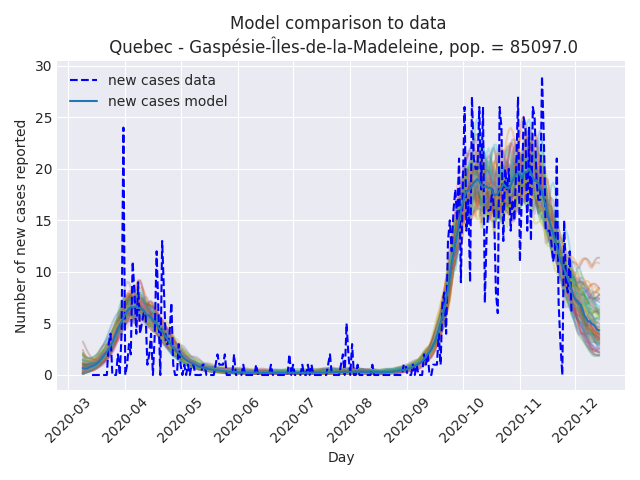 Model comparison to data
Quebec - Gaspésie-Îles-de-la-Madeleine, pop. = 85097.0
new cases data
new cases model
Number of new cases reported
30
25
20
15
10
5
0
2020-03
2020-04
2020-05
2020-06
2020-07
2020-08
2020-09
2020-10
2020-11
2020-12
Day